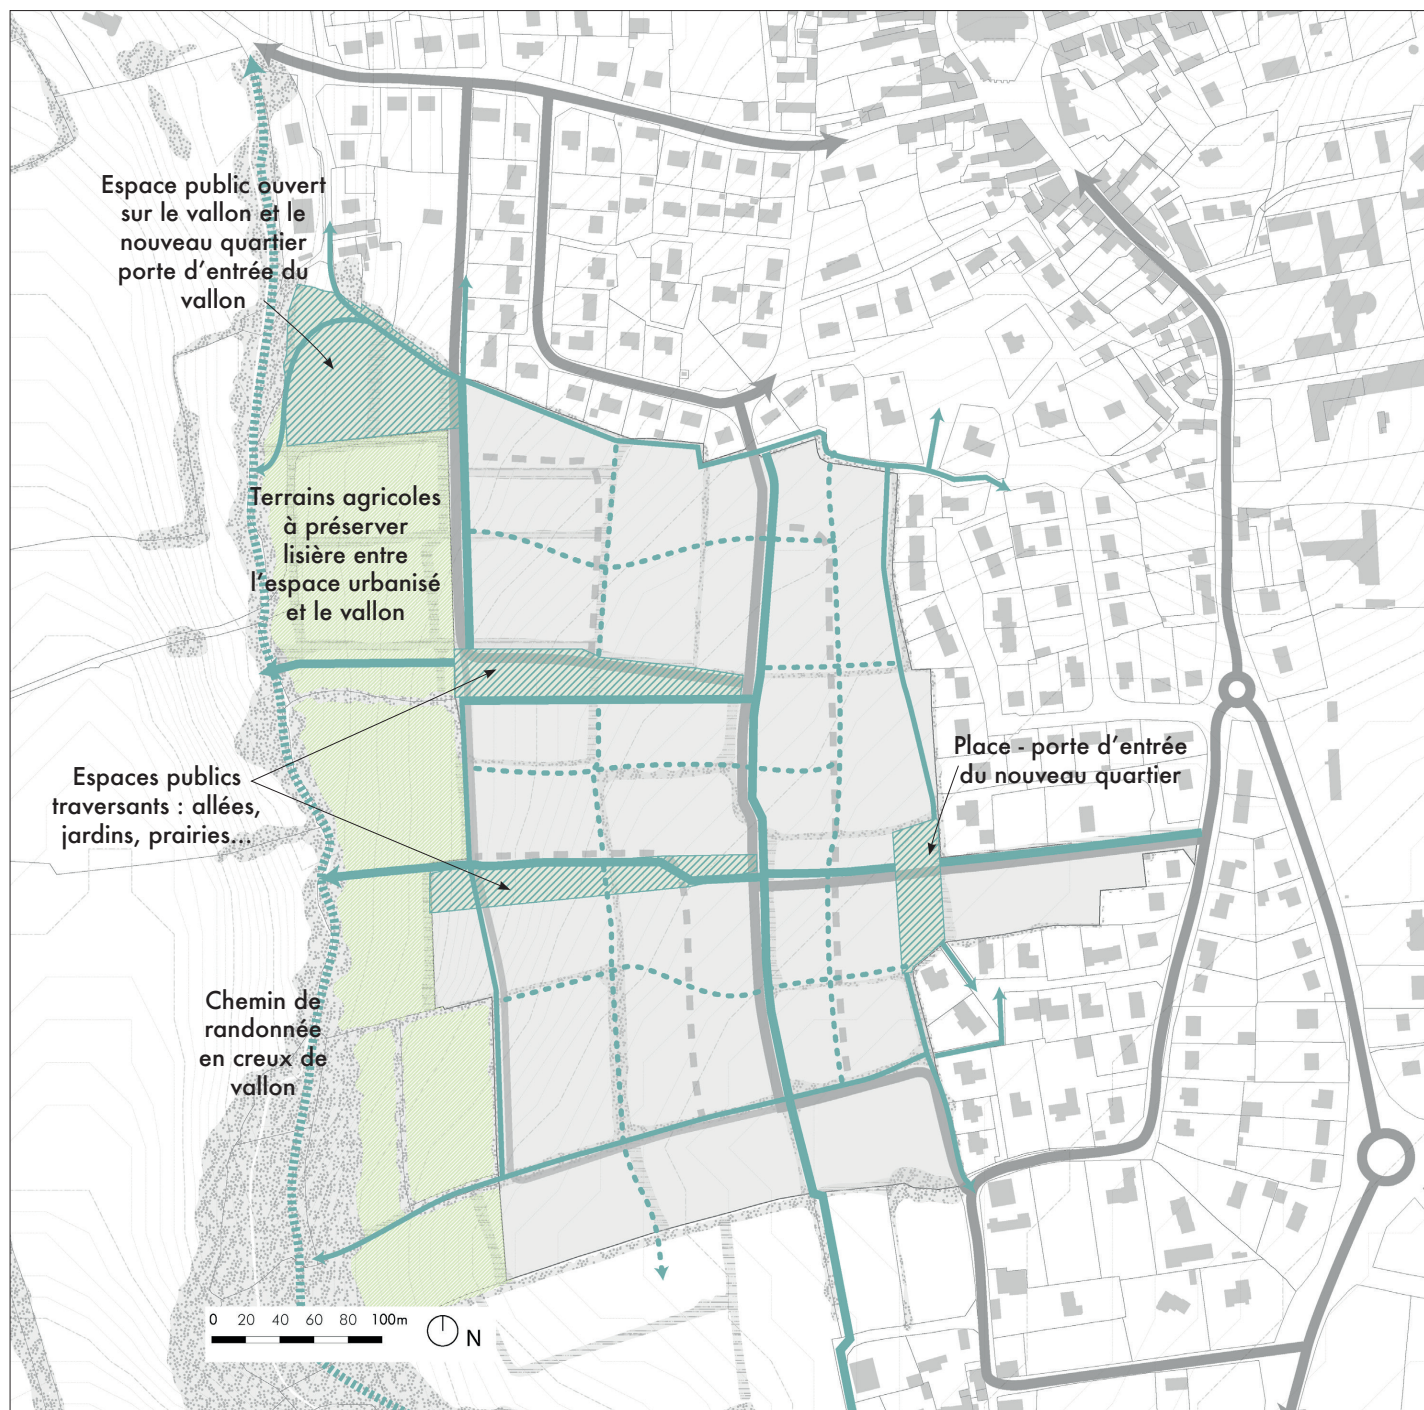 Espace public ouvert
sur le vallon et le
nouveau quartier
porte d'entrée du
vallon
Terrains agricoles
à préserver
lisière entre
l'espace urbanisé
et le vallon
Place - porte d'entrée
du nouveau quartier
Espaces publics
traversants : allées,
jardins, prairies...
Chemin de
randonnée
en creux de
vallon
0 20 40 60 80 100m
N